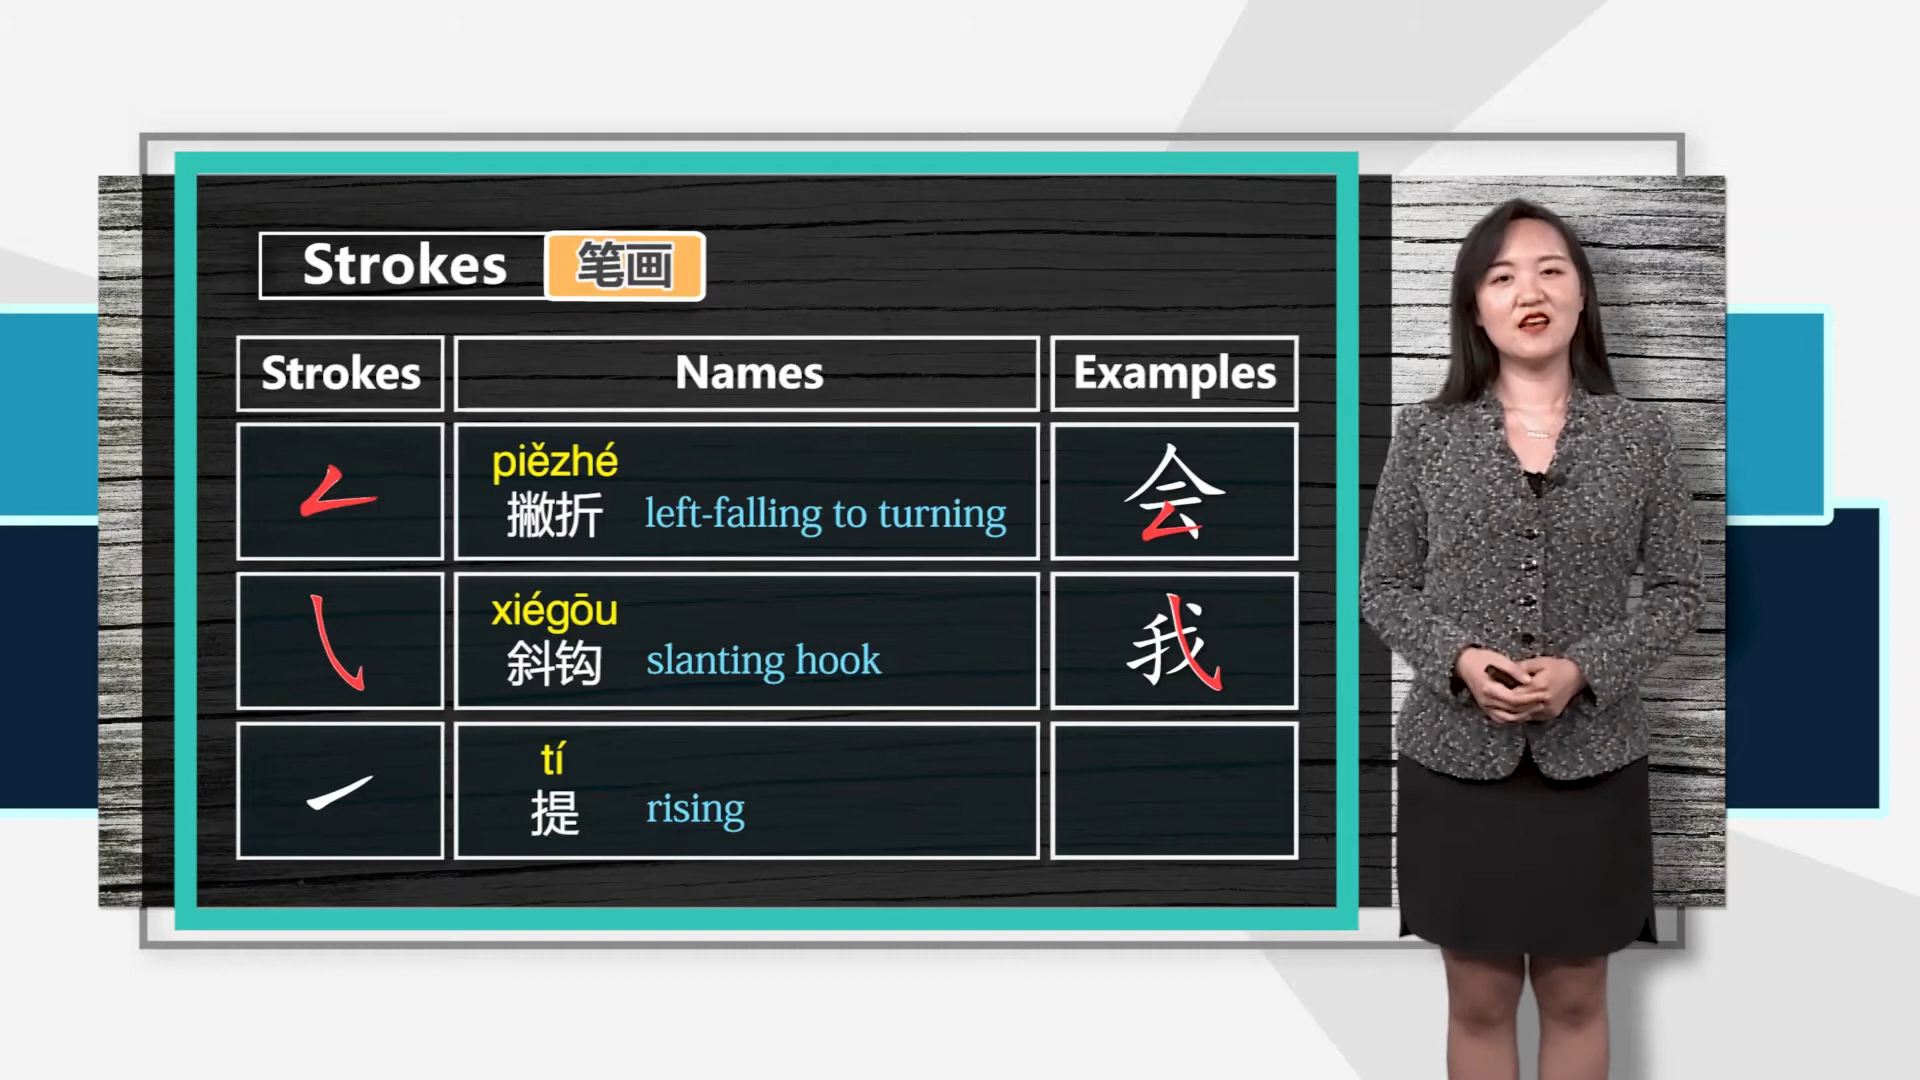 Strokes 笔画
Strokes Names Examples
piězhé
撇折 left-falling to turning 会
xiégōu
斜钩 slanting hook 我
tí
提 rising